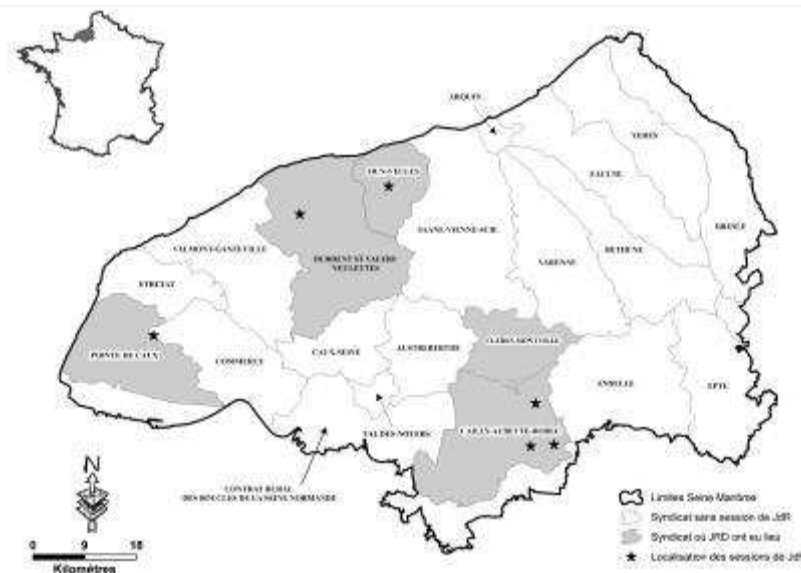 ARQUES
YERES
EAULNE
DUN-VEULES
BRESLE
SAANE-VIENNE-SCIE
BETHUNE
VALMONT-GANZEVILLE
DURDENT ST VALERY
VEULETTES
VARENNE
ETRETAT
CLERES-MONTVILLE
POINTE DE CAUX
COMMERCE
CAUX-SEINE
AUSTREBERTHE
ANDELLE
EPTE
CAILLY-AUBETTE-ROBEC
VAL DES NOYERS
CONTRAT RURAL
DES BOUCLES DE LA SEINE NORMANDE
N
0 9 18
Kilomètres
Limites Seine Maritime
Syndicat sans session de JdR
Syndicat où JRD ont eu lieu
Localisation des sessions de JdR